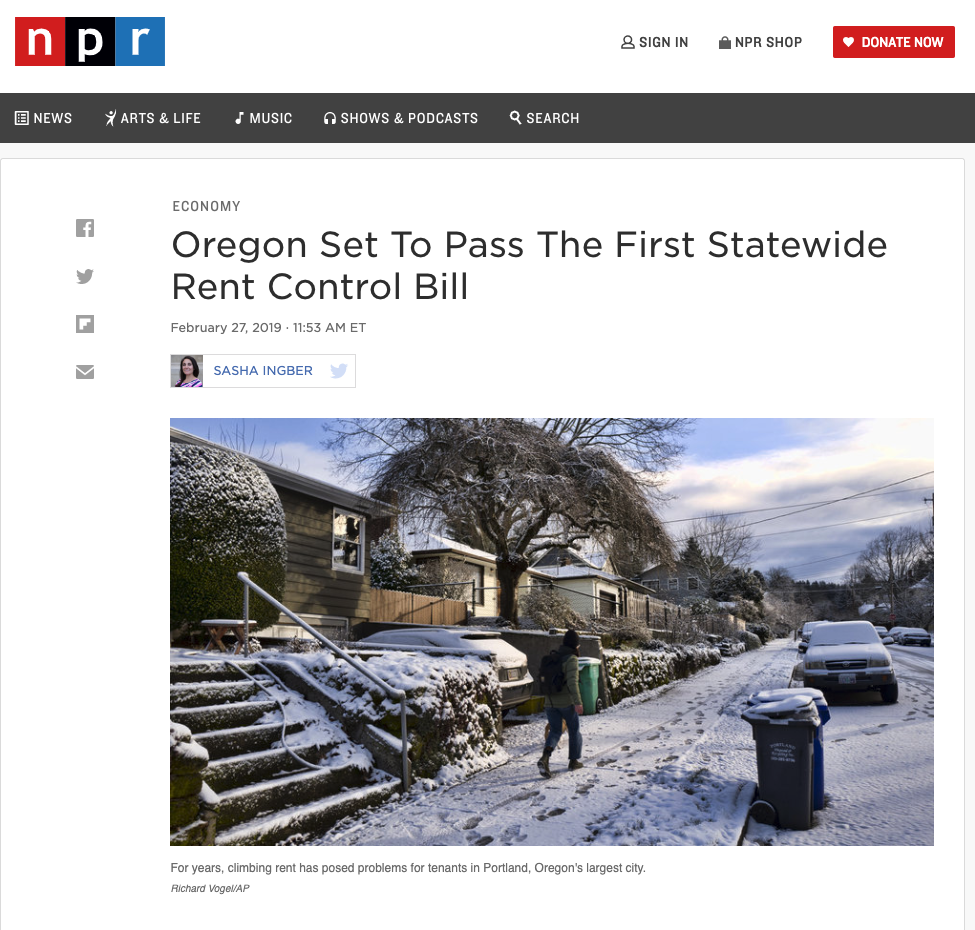 npr
SIGN IN
NPR SHOP
DONATE NOW
NEWS
ARTS & LIFE
MUSIC
SHOWS & PODCASTS
SEARCH
ECONOMY
Oregon Set To Pass The First Statewide
Rent Control Bill
February 27, 2019 · 11:53 AM ET
SASHA INGBER
PORTLAND
For years, climbing rent has posed problems for tenants in Portland, Oregon's largest city.
Richard Vogel/AP